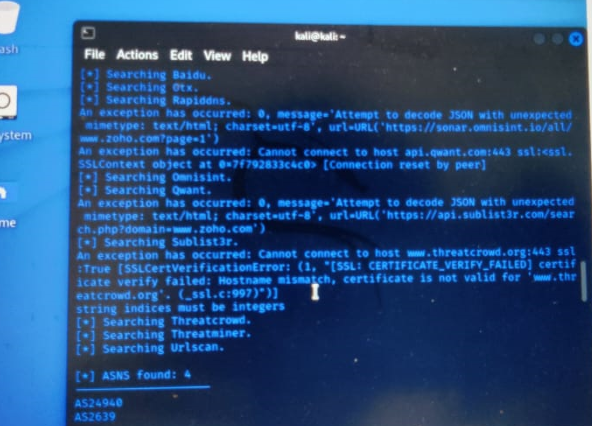 kali@kali: ~
File Actions Edit View Help
ash
[*] Searching Baidu.
[*] Searching Otx.
[*] Searching Rapiddns.
An exception has occurred: 0, message='Attempt to decode JSON with unexpected
mimetype: text/html; charset=utf-8', url=URL('https://sonar.omnisint.io/all/
www.zoho.com?page=1')
ystem
An exception has occurred: Cannot connect to host api.qwant.com:443 ssl:<ssl.
SSLContext object at 0×7f792833c4c0> [Connection reset by peer]
[*] Searching Omnisint.
[*] Searching Qwant.
An exception has occurred: 0, message='Attempt to decode JSON with unexpected
mimetype: text/html; charset=utf-8', url=URL('https://api.sublist3r.com/sear
me
ch.php?domain=www.zoho.com')
[*] Searching Sublist3r.
An exception has occurred: Cannot connect to host www.threatcrowd.org:443 ssl
:True [SSLCertVerificationError: (1, "[SSL: CERTIFICATE_VERIFY_FAILED] certif
icate verify failed: Hostname mismatch, certificate is not valid for 'www.thr
eatcrowd.org'. (_ssl.c:997)")]
string indices must be integers
[*] Searching Threatcrowd.
[*] Searching Threatminer.
[*] Searching Urlscan.
[*] ASNS found: 4
AS24940
AS2639